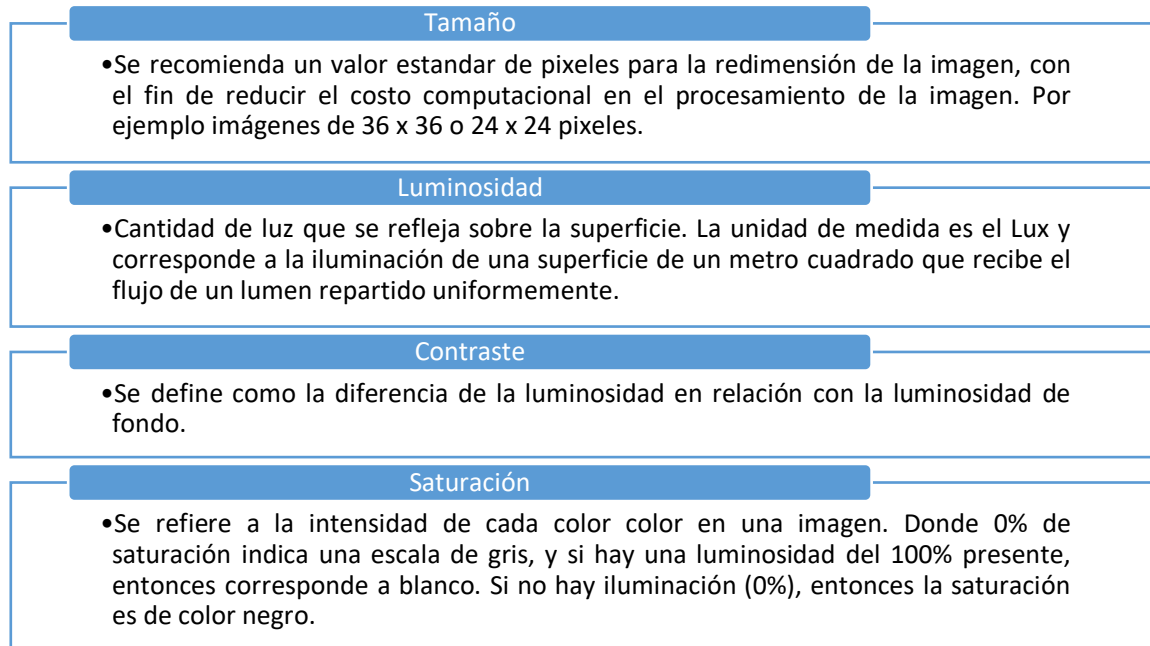 Tamaño
•Se recomienda un valor estandar de pixeles para la redimensión de la imagen, con
el fin de reducir el costo computacional en el procesamiento de la imagen. Por
ejemplo imágenes de 36 x 36 o 24 x 24 pixeles.
Luminosidad
•Cantidad de luz que se refleja sobre la superficie. La unidad de medida es el Lux y
corresponde a la iluminación de una superficie de un metro cuadrado que recibe el
flujo de un lumen repartido uniformemente.
Contraste
•Se define como la diferencia de la luminosidad en relación con la luminosidad de
fondo.
Saturación
•Se refiere a la intensidad de cada color color en una imagen. Donde 0% de
saturación indica una escala de gris, y si hay una luminosidad del 100% presente,
entonces corresponde a blanco. Si no hay iluminación (0%), entonces la saturación
es de color negro.